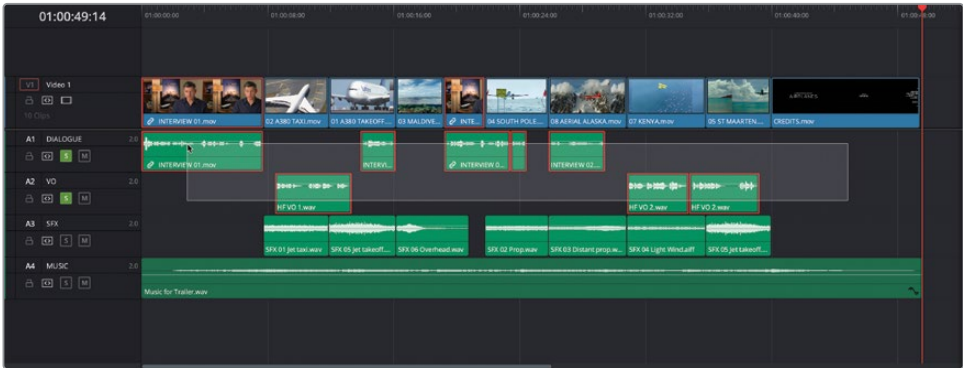 01:00:49:14
01:00:00:00 01:00:08:00 01:00:16:00 01:00:24:00 01:00:32:00 01:00:40:00
V1 Video 1
INTERVIEW 01.mov 02 A380 TAXI.mov 01 A380 TAKEOFF.... 03 MALDIVE... INTE... 04 SOUTH POLE... 08 AERIAL ALASKA.mov 07 KENYA.mov 05 ST MAARTEN.... CREDITS.mov
A1 DIALOGUE 2.0
S M
INTERVIEW 01.mov INTERVI... INTERVIEW 0... INTERVIEW 02....
A2 VO 2.0
S M
HF VO 1.wav HF VO 2.wav HF VO 2.wav
A3 SFX 2.0
S M
SFX 01 Jet taxi.wav SFX 05 Jet takeoff.... SFX 06 Overhead.wav SFX 02 Prop.wav SFX 03 Distant prop.w... SFX 04 Light Wind.aiff SFX 05 Jet takeoff....
A4 MUSIC 2.0
S M
Music for Trailer.wav